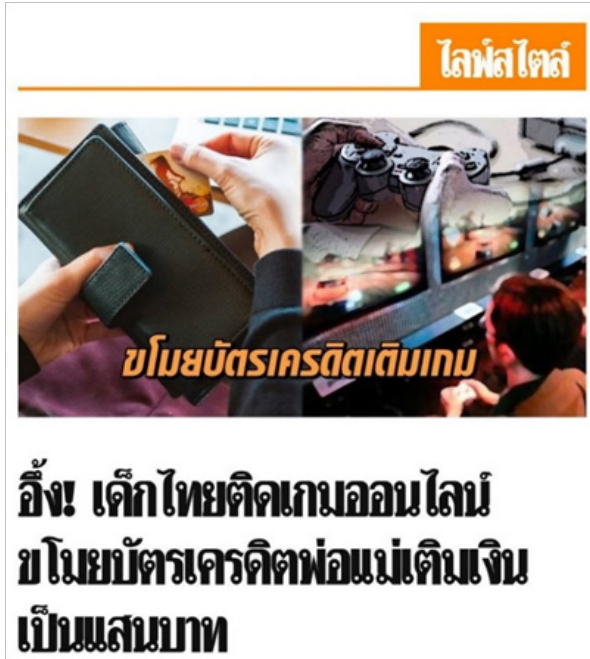 ไลฟ์สไตล์
ขโมยบัตรเครดิตเติมเกม
อึ้ง! เด็กไทยติดเกมออนไลน์
ขโมยบัตรเครดิตพ่อแม่เติมเงิน
เป็นแสนบาท